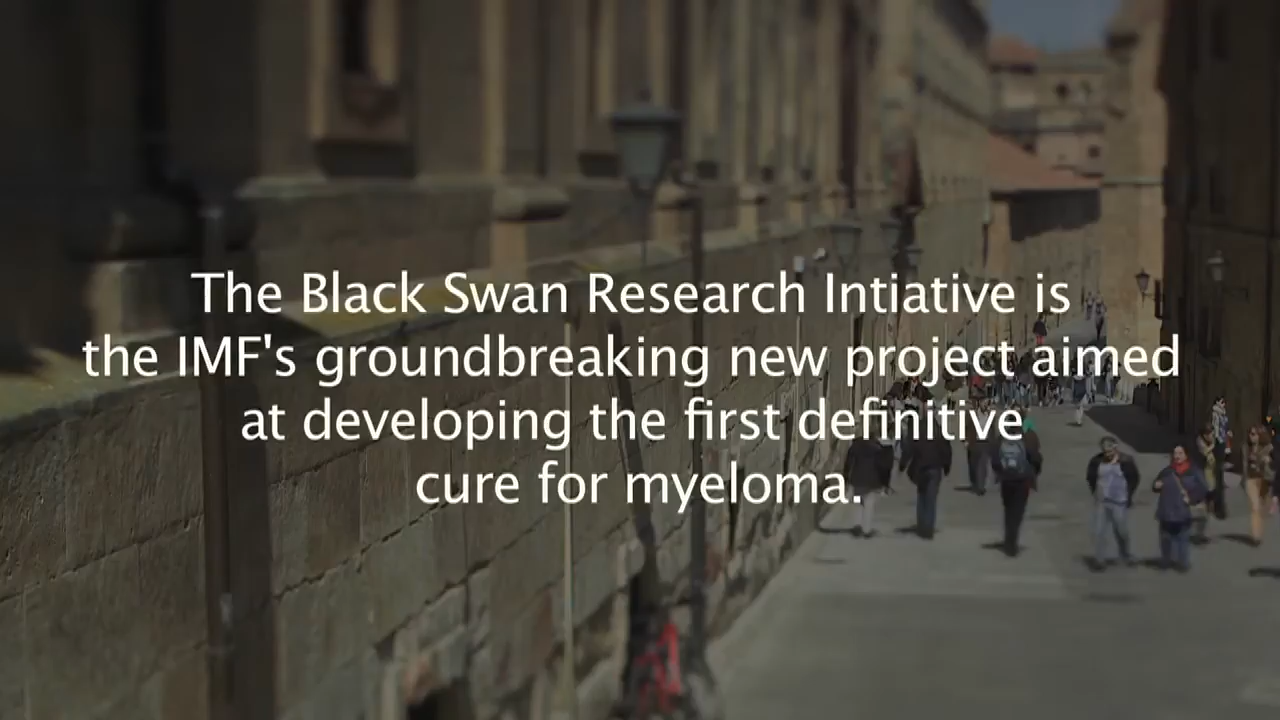 The Black Swan Research Intiative is
the IMF's groundbreaking new project aimed
at developing the first definitive
cure for myeloma.